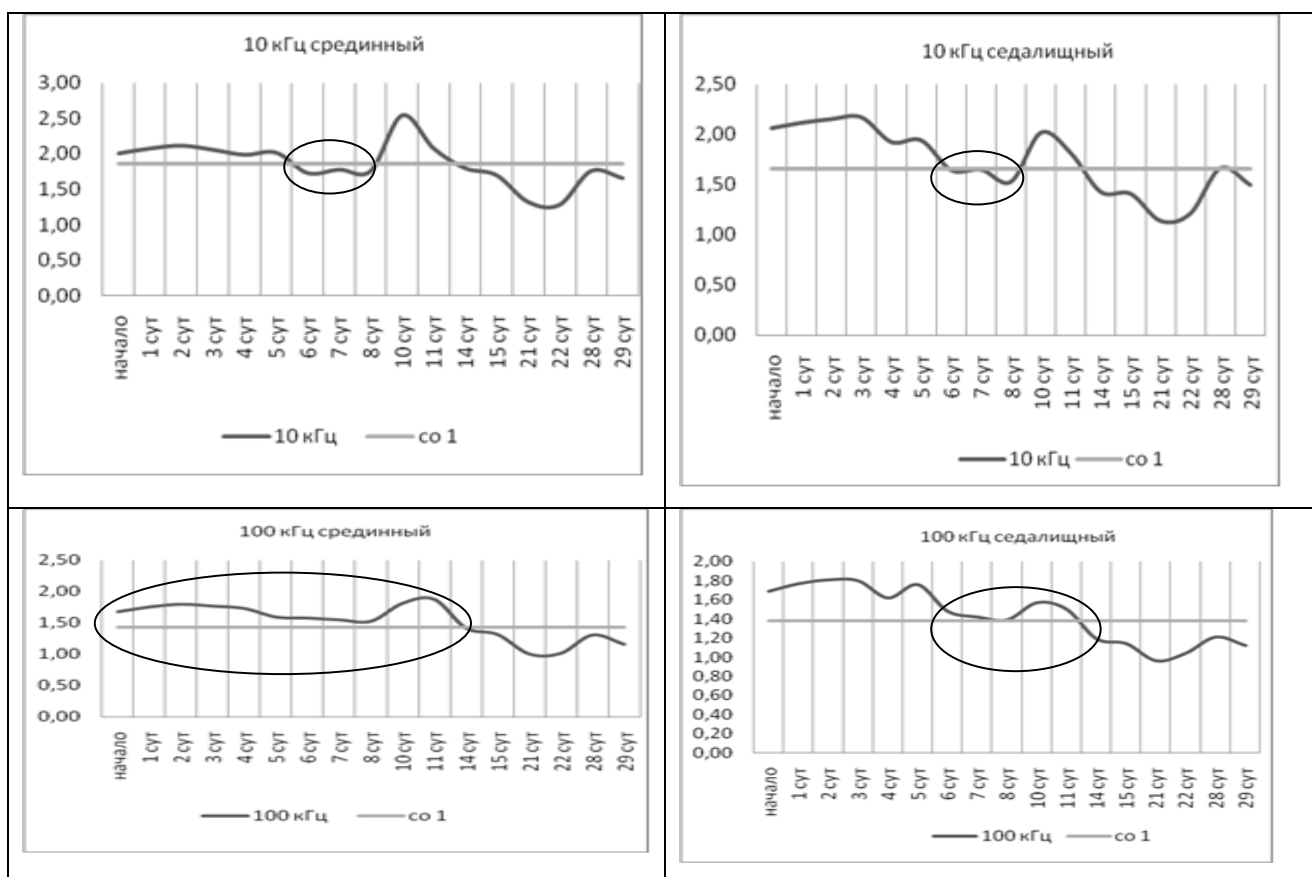 10 кГц срединный
3,00
2,50
2,00
1,50
1,00
0,50
0,00
начало
1 сут
2 сут
3 сут
4 сут
5 сут
6 сут
7 сут
8 сут
10 сут
11 сут
14 сут
15 сут
21 сут
22 сут
28 сут
29 сут
10 кГц со 1
10 кГц седалищный
2,50
2,00
1,50
1,00
0,50
0,00
начало
1 сут
2 сут
3 сут
4 сут
5 сут
6 сут
7 сут
8 сут
10 сут
11 сут
14 сут
15 сут
21 сут
22 сут
28 сут
29 сут
10 кГц со 1
100 кГц срединный
2,50
2,00
1,50
1,00
0,50
0,00
начало
1 сут
2 сут
3 сут
4 сут
5 сут
6 сут
7 сут
8 сут
10 сут
11 сут
14 сут
15 сут
21 сут
22 сут
28 сут
29 сут
100 кГц со 1
100 кГц седалищный
2,00
1,80
1,60
1,40
1,20
1,00
0,80
0,60
0,40
0,20
0,00
начало
1 сут
2 сут
3 сут
4 сут
5 сут
6 сут
7 сут
8 сут
10 сут
11 сут
14 сут
15 сут
21 сут
22 сут
28 сут
29 сут
100 кГц со 1